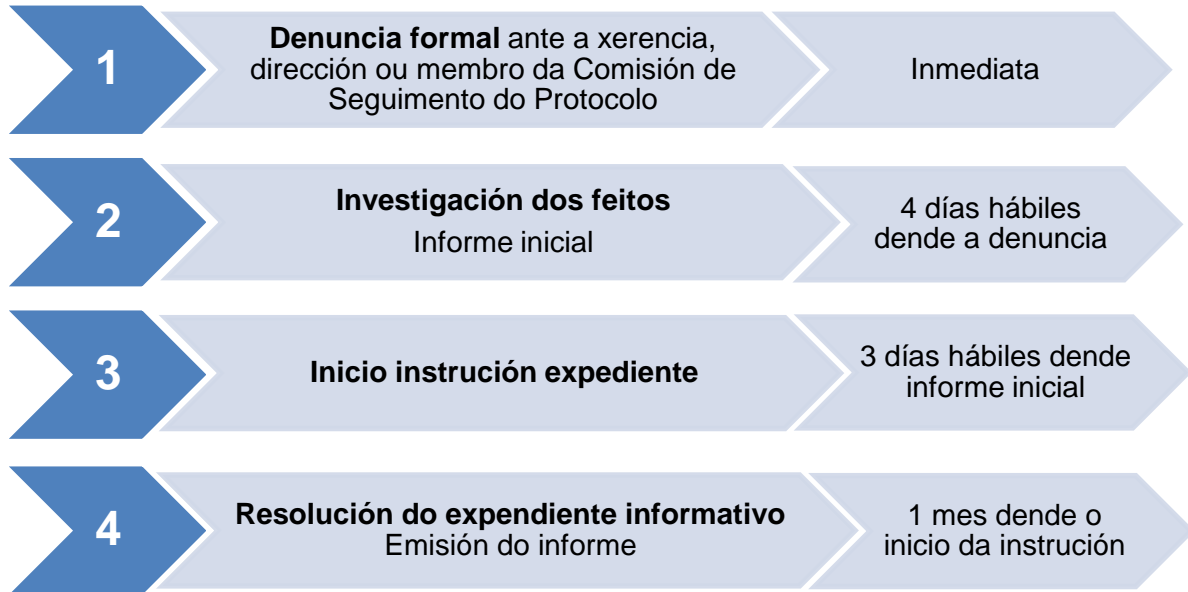 1
Denuncia formal ante a xerencia,
dirección ou membro da Comisión de
Seguimento do Protocolo
Inmediata
2
Investigación dos feitos
Informe inicial
4 días hábiles
dende a denuncia
3
Inicio instrución expediente
3 días hábiles dende
informe inicial
4
Resolución do expendiente informativo
Emisión do informe
1 mes dende o
inicio da instrución